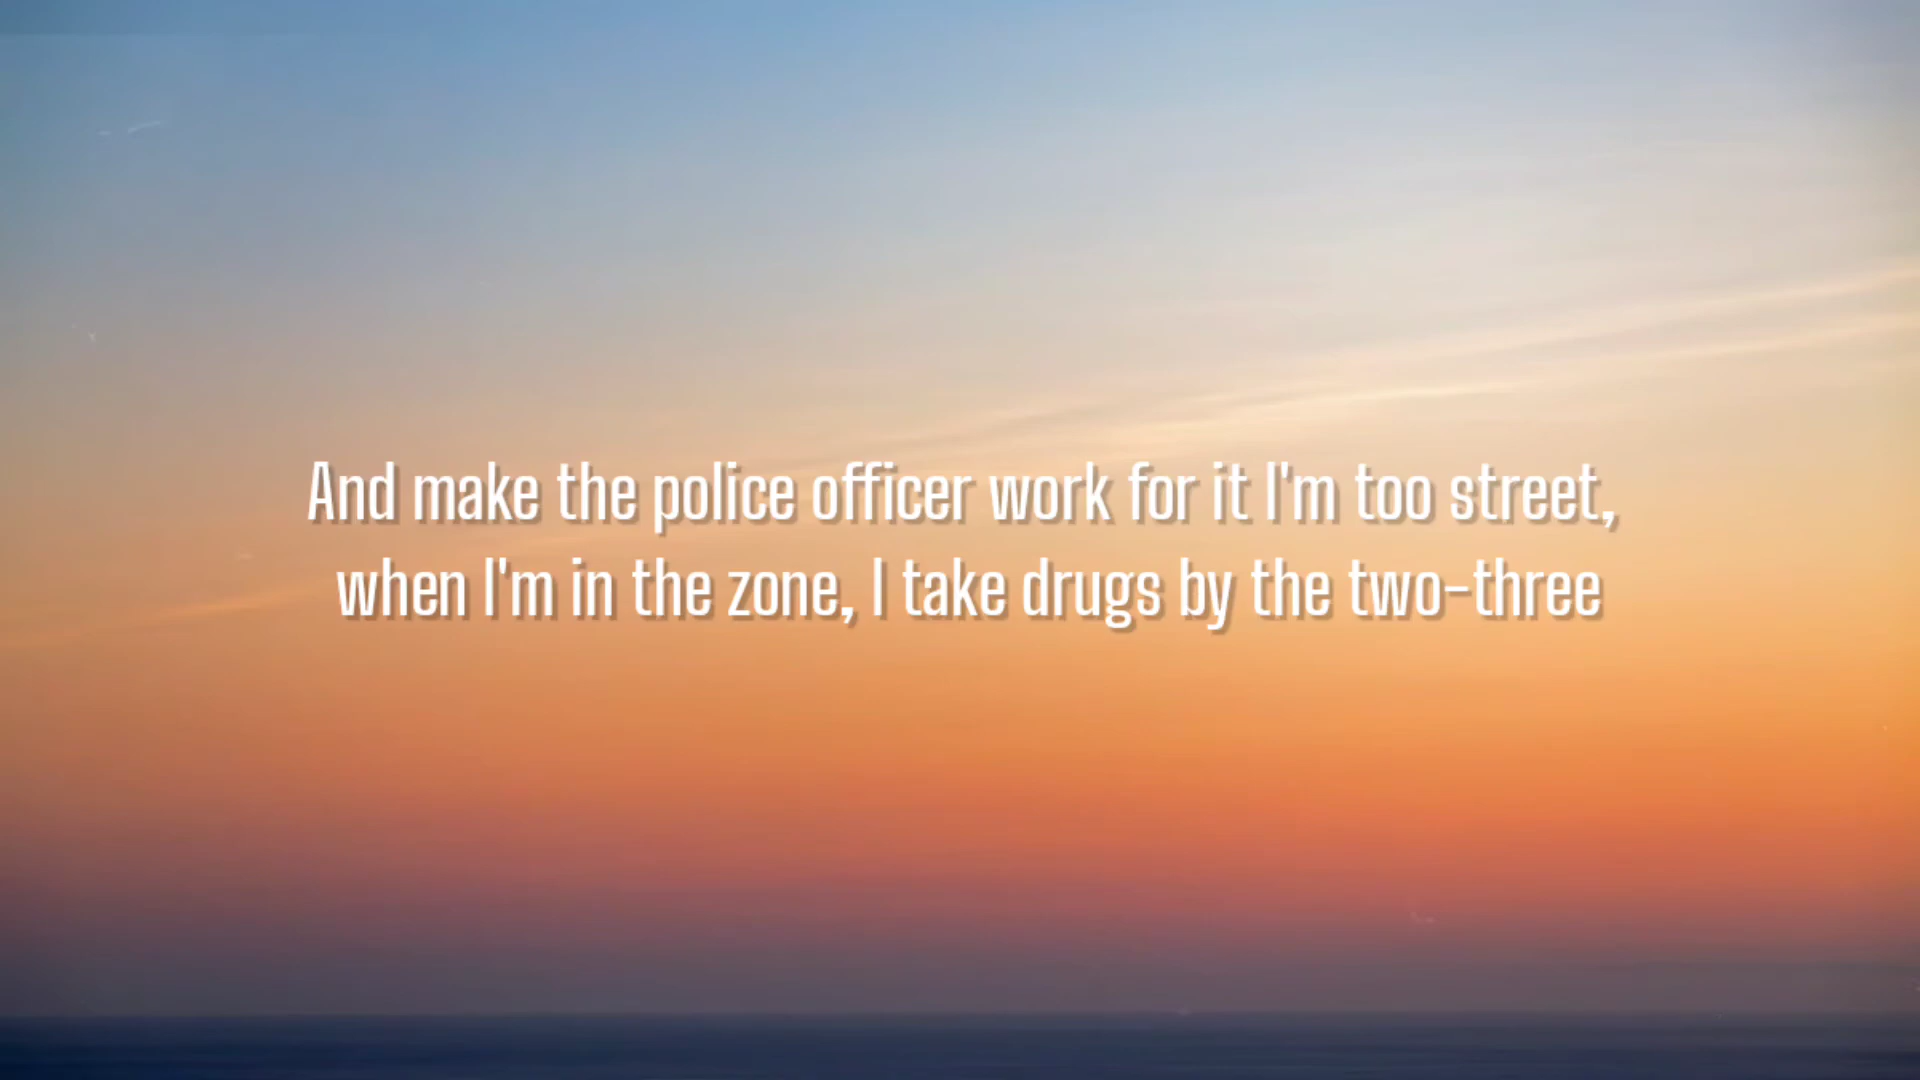 And make the police officer work for it I'm too street,
when I'm in the zone, I take drugs by the two-three